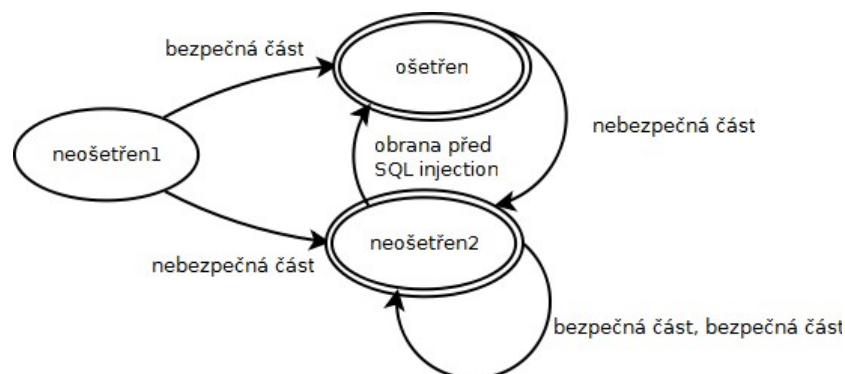 bezpečná část
ošetřen
nebezpečná část
neošetřen1
obrana před
SQL injection
neošetřen2
nebezpečná část
bezpečná část, bezpečná část